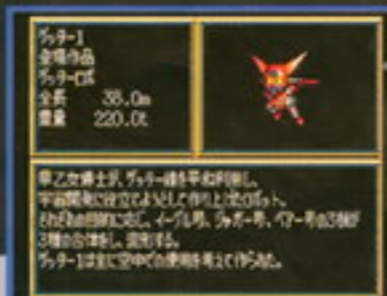 ゲッター1
登場作品
ゲッターロボ
全長 38.0m
重量 220.0t
早乙女博士が、ゲッター線を平和利用し、
宇宙開発に役立てようとして作り上げたロボット。
それぞれの目的に応じ、イーグル号、ジャガー号、ベアー号の3機が
3種の合体をし、変形する。
ゲッター1は主に空中での使用を考えて作られた。